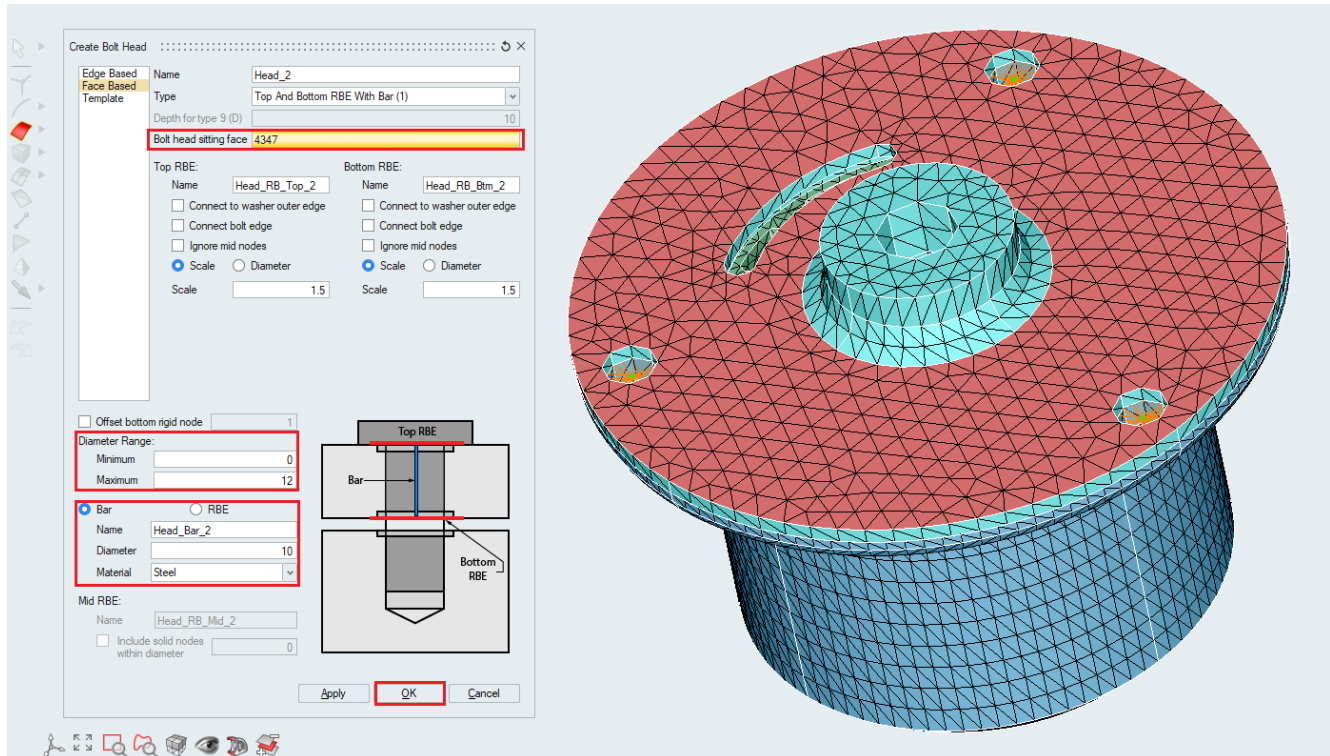 Create Bolt Head
Edge Based
Face Based
Template
Name Head_2
Type Top And Bottom RBE With Bar (1)
Depth for type 9 (D) 10
Bolt head sitting face 4347
Top RBE: Bottom RBE:
Name Head_RB_Top_2 Name Head_RB_Btm_2
Connect to washer outer edge Connect to washer outer edge
Connect bolt edge Connect bolt edge
Ignore mid nodes Ignore mid nodes
Scale Diameter Scale Diameter
Scale 1.5 Scale 1.5
Offset bottom rigid node 1
Diameter Range:
Minimum 0
Maximum 12
Bar RBE
Name Head_Bar_2
Diameter 10
Material Steel
Mid RBE:
Name Head_RB_Mid_2
Include solid nodes
within diameter 0
Top RBE
Bar
Bottom
RBE
Apply OK Cancel